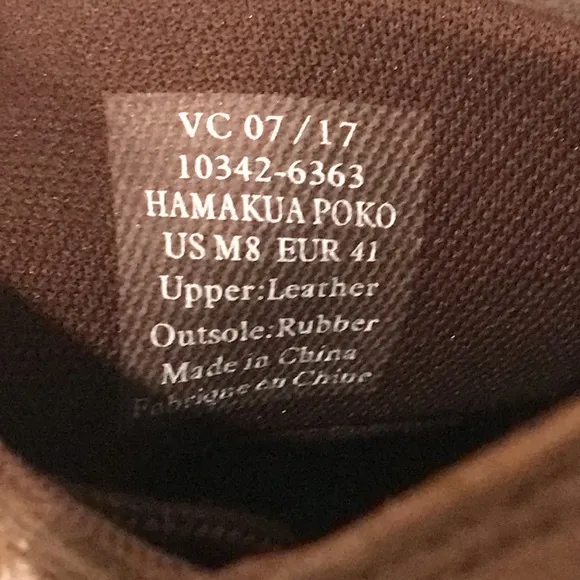 VC 07/17
10342-6363
HAMAKUA POKO
US M8 EUR 41
Upper:Leather
Outsole:Rubber
Made in China
Fabrique en Chine